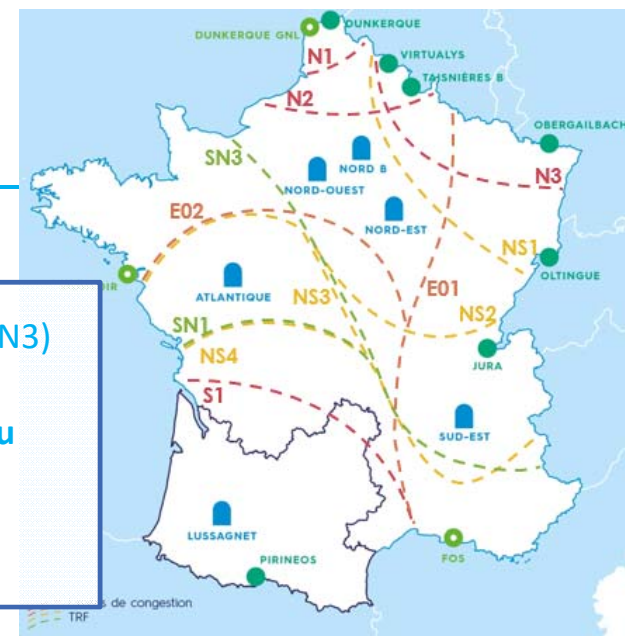 DUNKERQUE
DUNKERQUE GNL
N1
VIRTUALYS
TAISNIÈRES B
N2
OBERGAILBACH
SN3
NORD B
NORD-OUEST
N3
E02
NORD-EST
NS1
OLTINGUE
ATLANTIQUE
NS3
E01
NS2
N3)
SN1
JURA
NS4
u
S1
SUD-EST
LUSSAGNET
PIRINEOS
FOS
de congestion
TRF